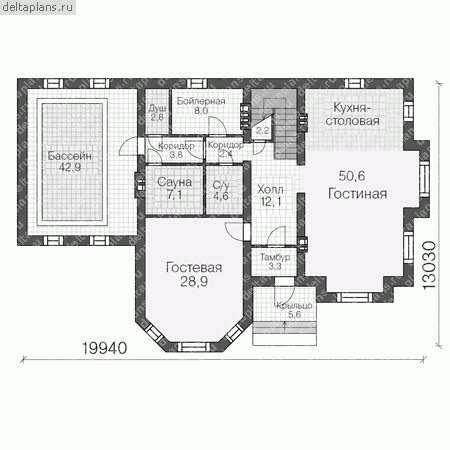 deltaplans.ru
Душ
2,8
Бойлерная
8.0
Кухня-
столовая
2,2
Коридор
3,8
Коридор
2,4
Бассейн
42,9
Сауна
7,1
С/у
4,6
Холл
12,1
50,6
Гостиная
Тамбур
3,3
Гостевая
28,9
Крыльцо
5,6
19940
13030